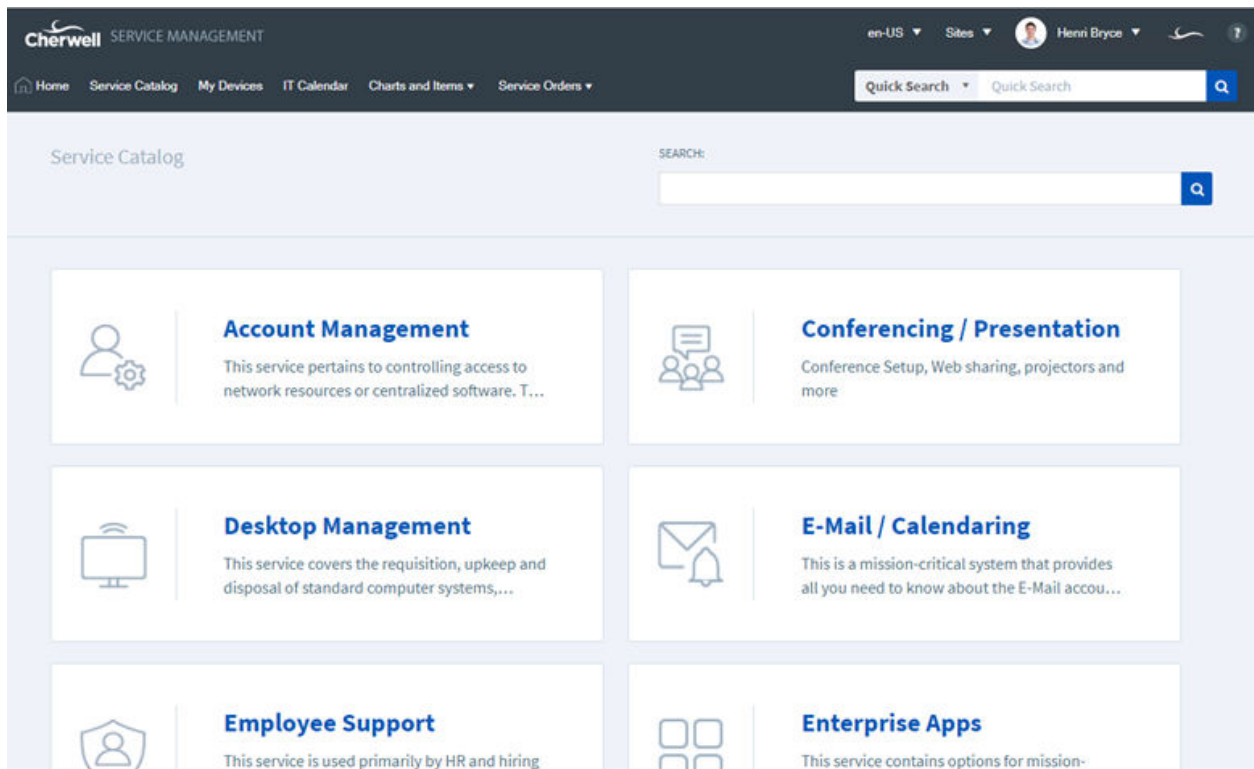 Cherwell SERVICE MANAGEMENT
en-US ▼ Sites ▼ Henri Bryce ▼ ?
Home Service Catalog My Devices IT Calendar Charts and Items ▾ Service Orders ▾
Quick Search ▾ Quick Search
Service Catalog
SEARCH:
Account Management
This service pertains to controlling access to
network resources or centralized software. T...
Conferencing / Presentation
Conference Setup, Web sharing, projectors and
more
Desktop Management
This service covers the requisition, upkeep and
disposal of standard computer systems,...
E-Mail / Calendaring
This is a mission-critical system that provides
all you need to know about the E-Mail accou...
Employee Support
This service is used primarily by HR and hiring
Enterprise Apps
This service contains options for mission-